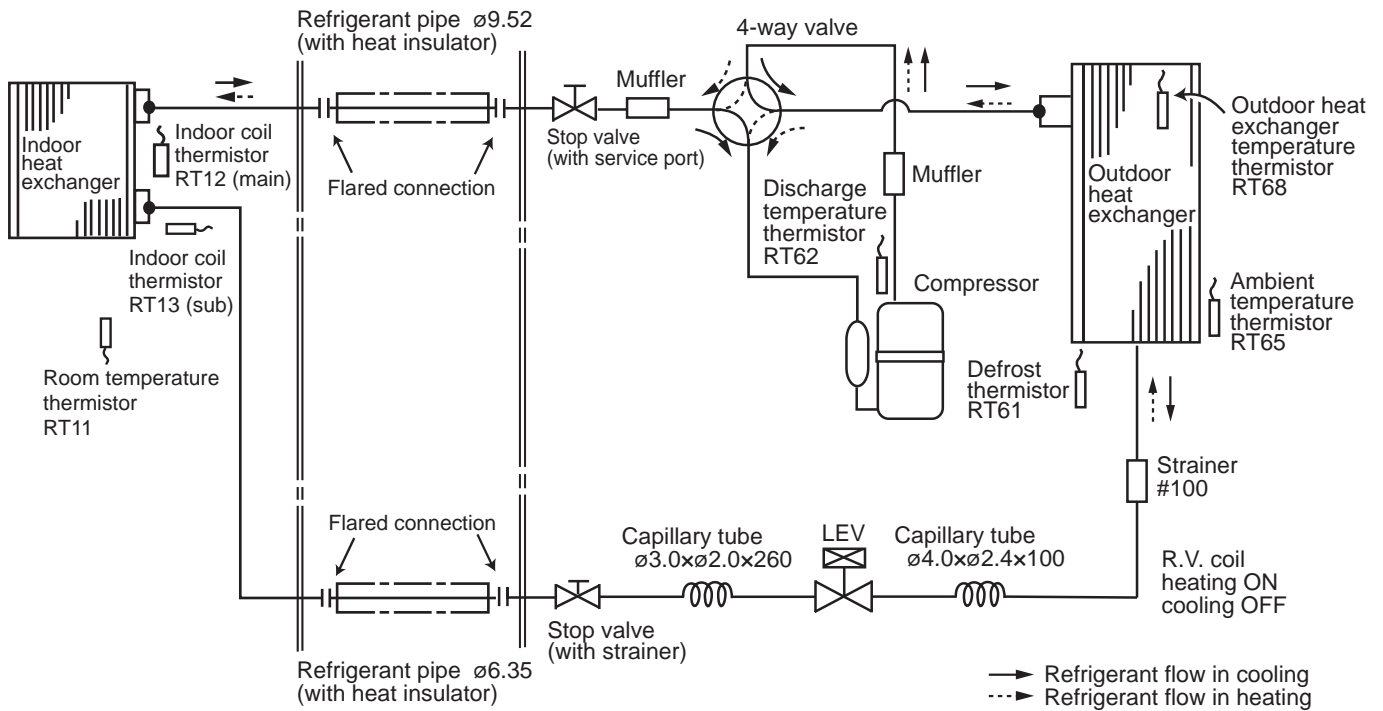 Refrigerant pipe ø9.52
(with heat insulator)
4-way valve
Muffler
Indoor
heat
exchanger
Indoor coil
thermistor
RT12 (main)
Flared connection
Stop valve
(with service port)
Outdoor heat
exchanger
temperature
thermistor
RT68
Muffler
Outdoor
heat
exchanger
Discharge
temperature
thermistor
RT62
Indoor coil
thermistor
RT13 (sub)
Compressor
Ambient
temperature
thermistor
RT65
Room temperature
thermistor
RT11
Defrost
thermistor
RT61
Strainer
#100
Flared connection
Capillary tube
ø3.0×ø2.0×260
LEV
Capillary tube
ø4.0×ø2.4×100
R.V. coil
heating ON
cooling OFF
Stop valve
(with strainer)
Refrigerant pipe ø6.35
(with heat insulator)
Refrigerant flow in cooling
Refrigerant flow in heating